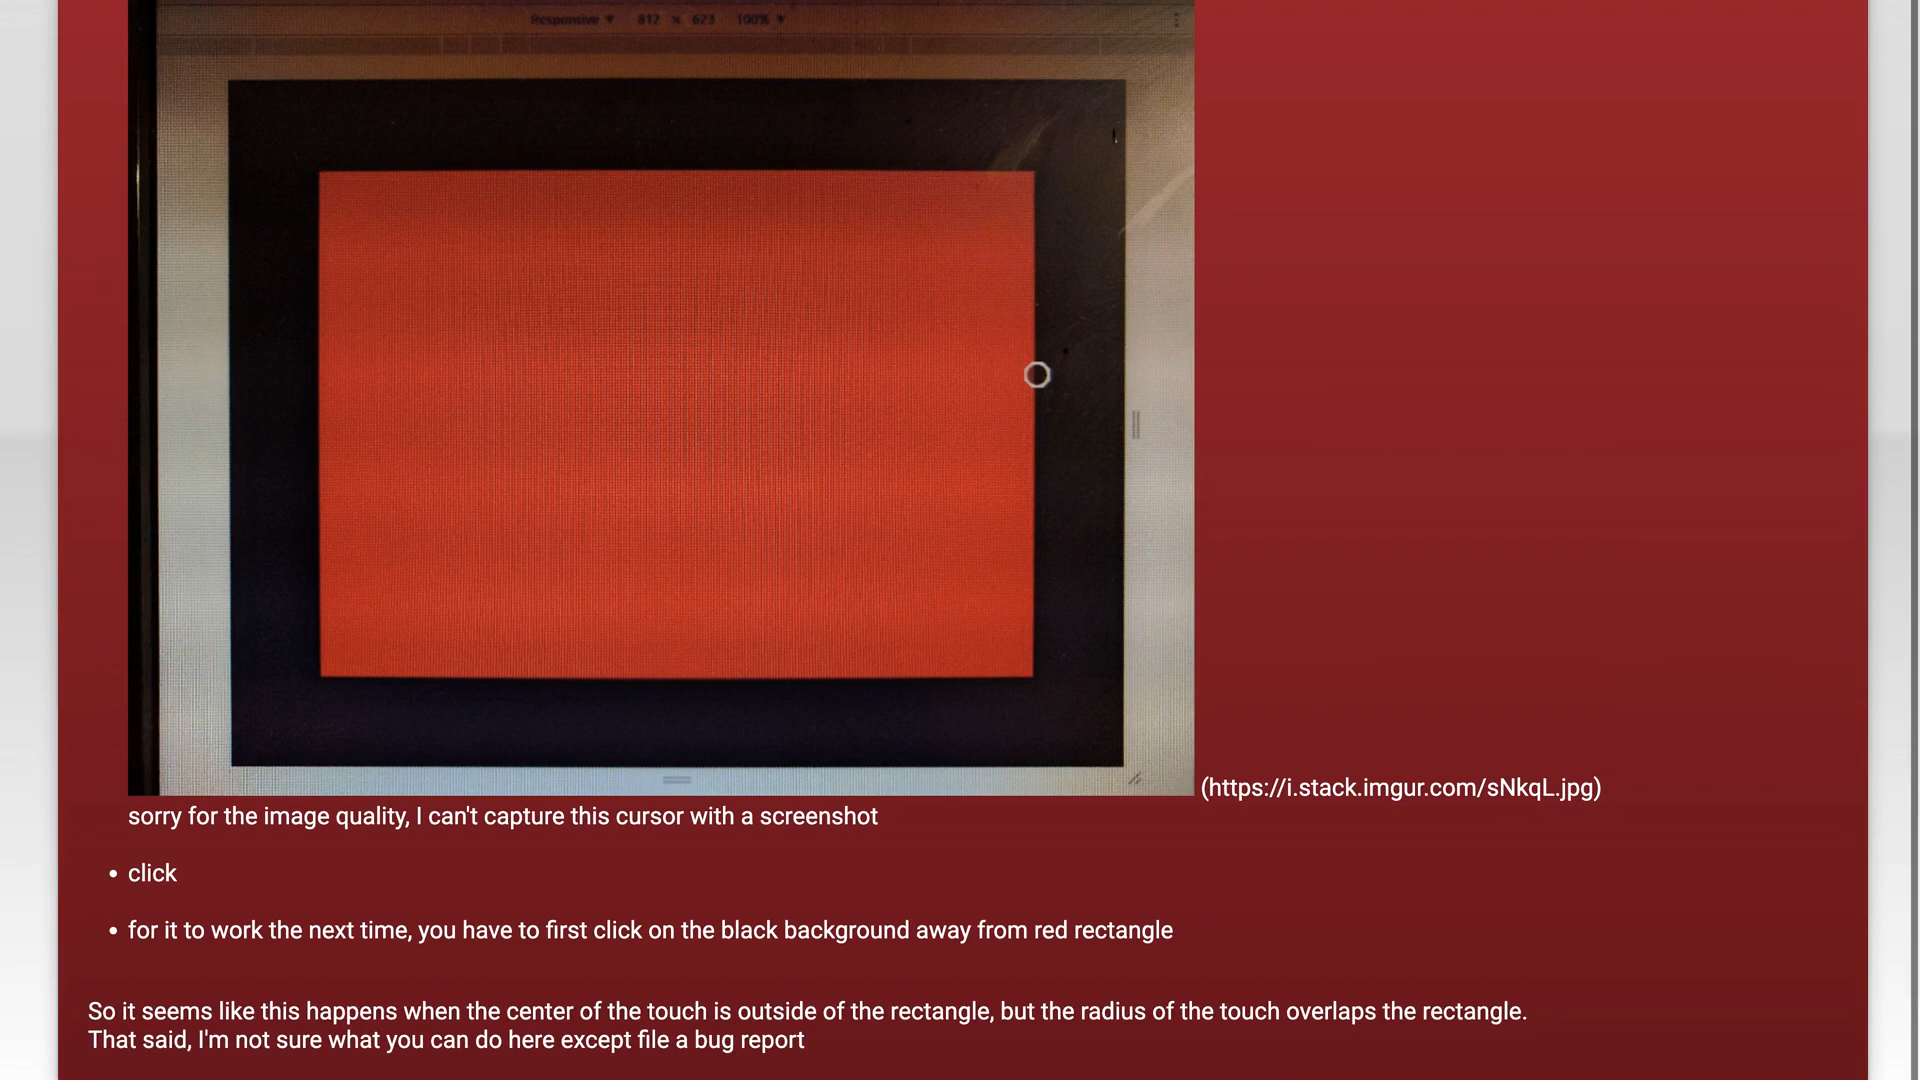 Responsive ▼ 812 × 623 100% ▼
(https://i.stack.imgur.com/sNkqL.jpg)
sorry for the image quality, I can't capture this cursor with a screenshot
• click
• for it to work the next time, you have to first click on the black background away from red rectangle
So it seems like this happens when the center of the touch is outside of the rectangle, but the radius of the touch overlaps the rectangle.
That said, I'm not sure what you can do here except file a bug report